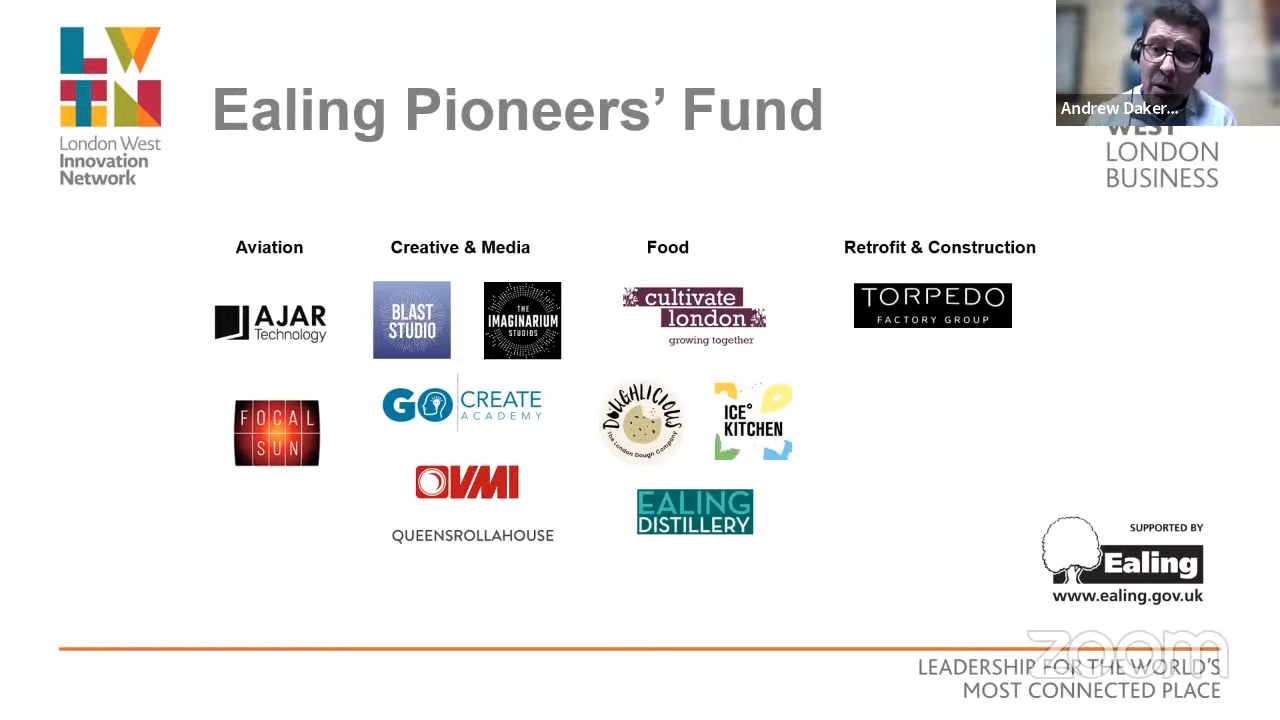 LWIN
London West
Innovation
Network
Ealing Pioneers' Fund
Andrew Daker...
WEST
LONDON
BUSINESS
Aviation
Creative & Media
Food
Retrofit & Construction
AJAR
Technology
BLAST
STUDIO
THE
IMAGINARIUM
STUDIOS
cultivate
london
growing together
TORPEDO
FACTORY GROUP
FOCAL
SUN
GO CREATE
ACADEMY
DOUGHLICIOUS
The London Dough Company
ICE°
KITCHEN
VMI
QUEENSROLLAHOUSE
EALING
DISTILLERY
SUPPORTED BY
Ealing
www.ealing.gov.uk
zoom
LEADERSHIP FOR THE WORLD'S
MOST CONNECTED PLACE